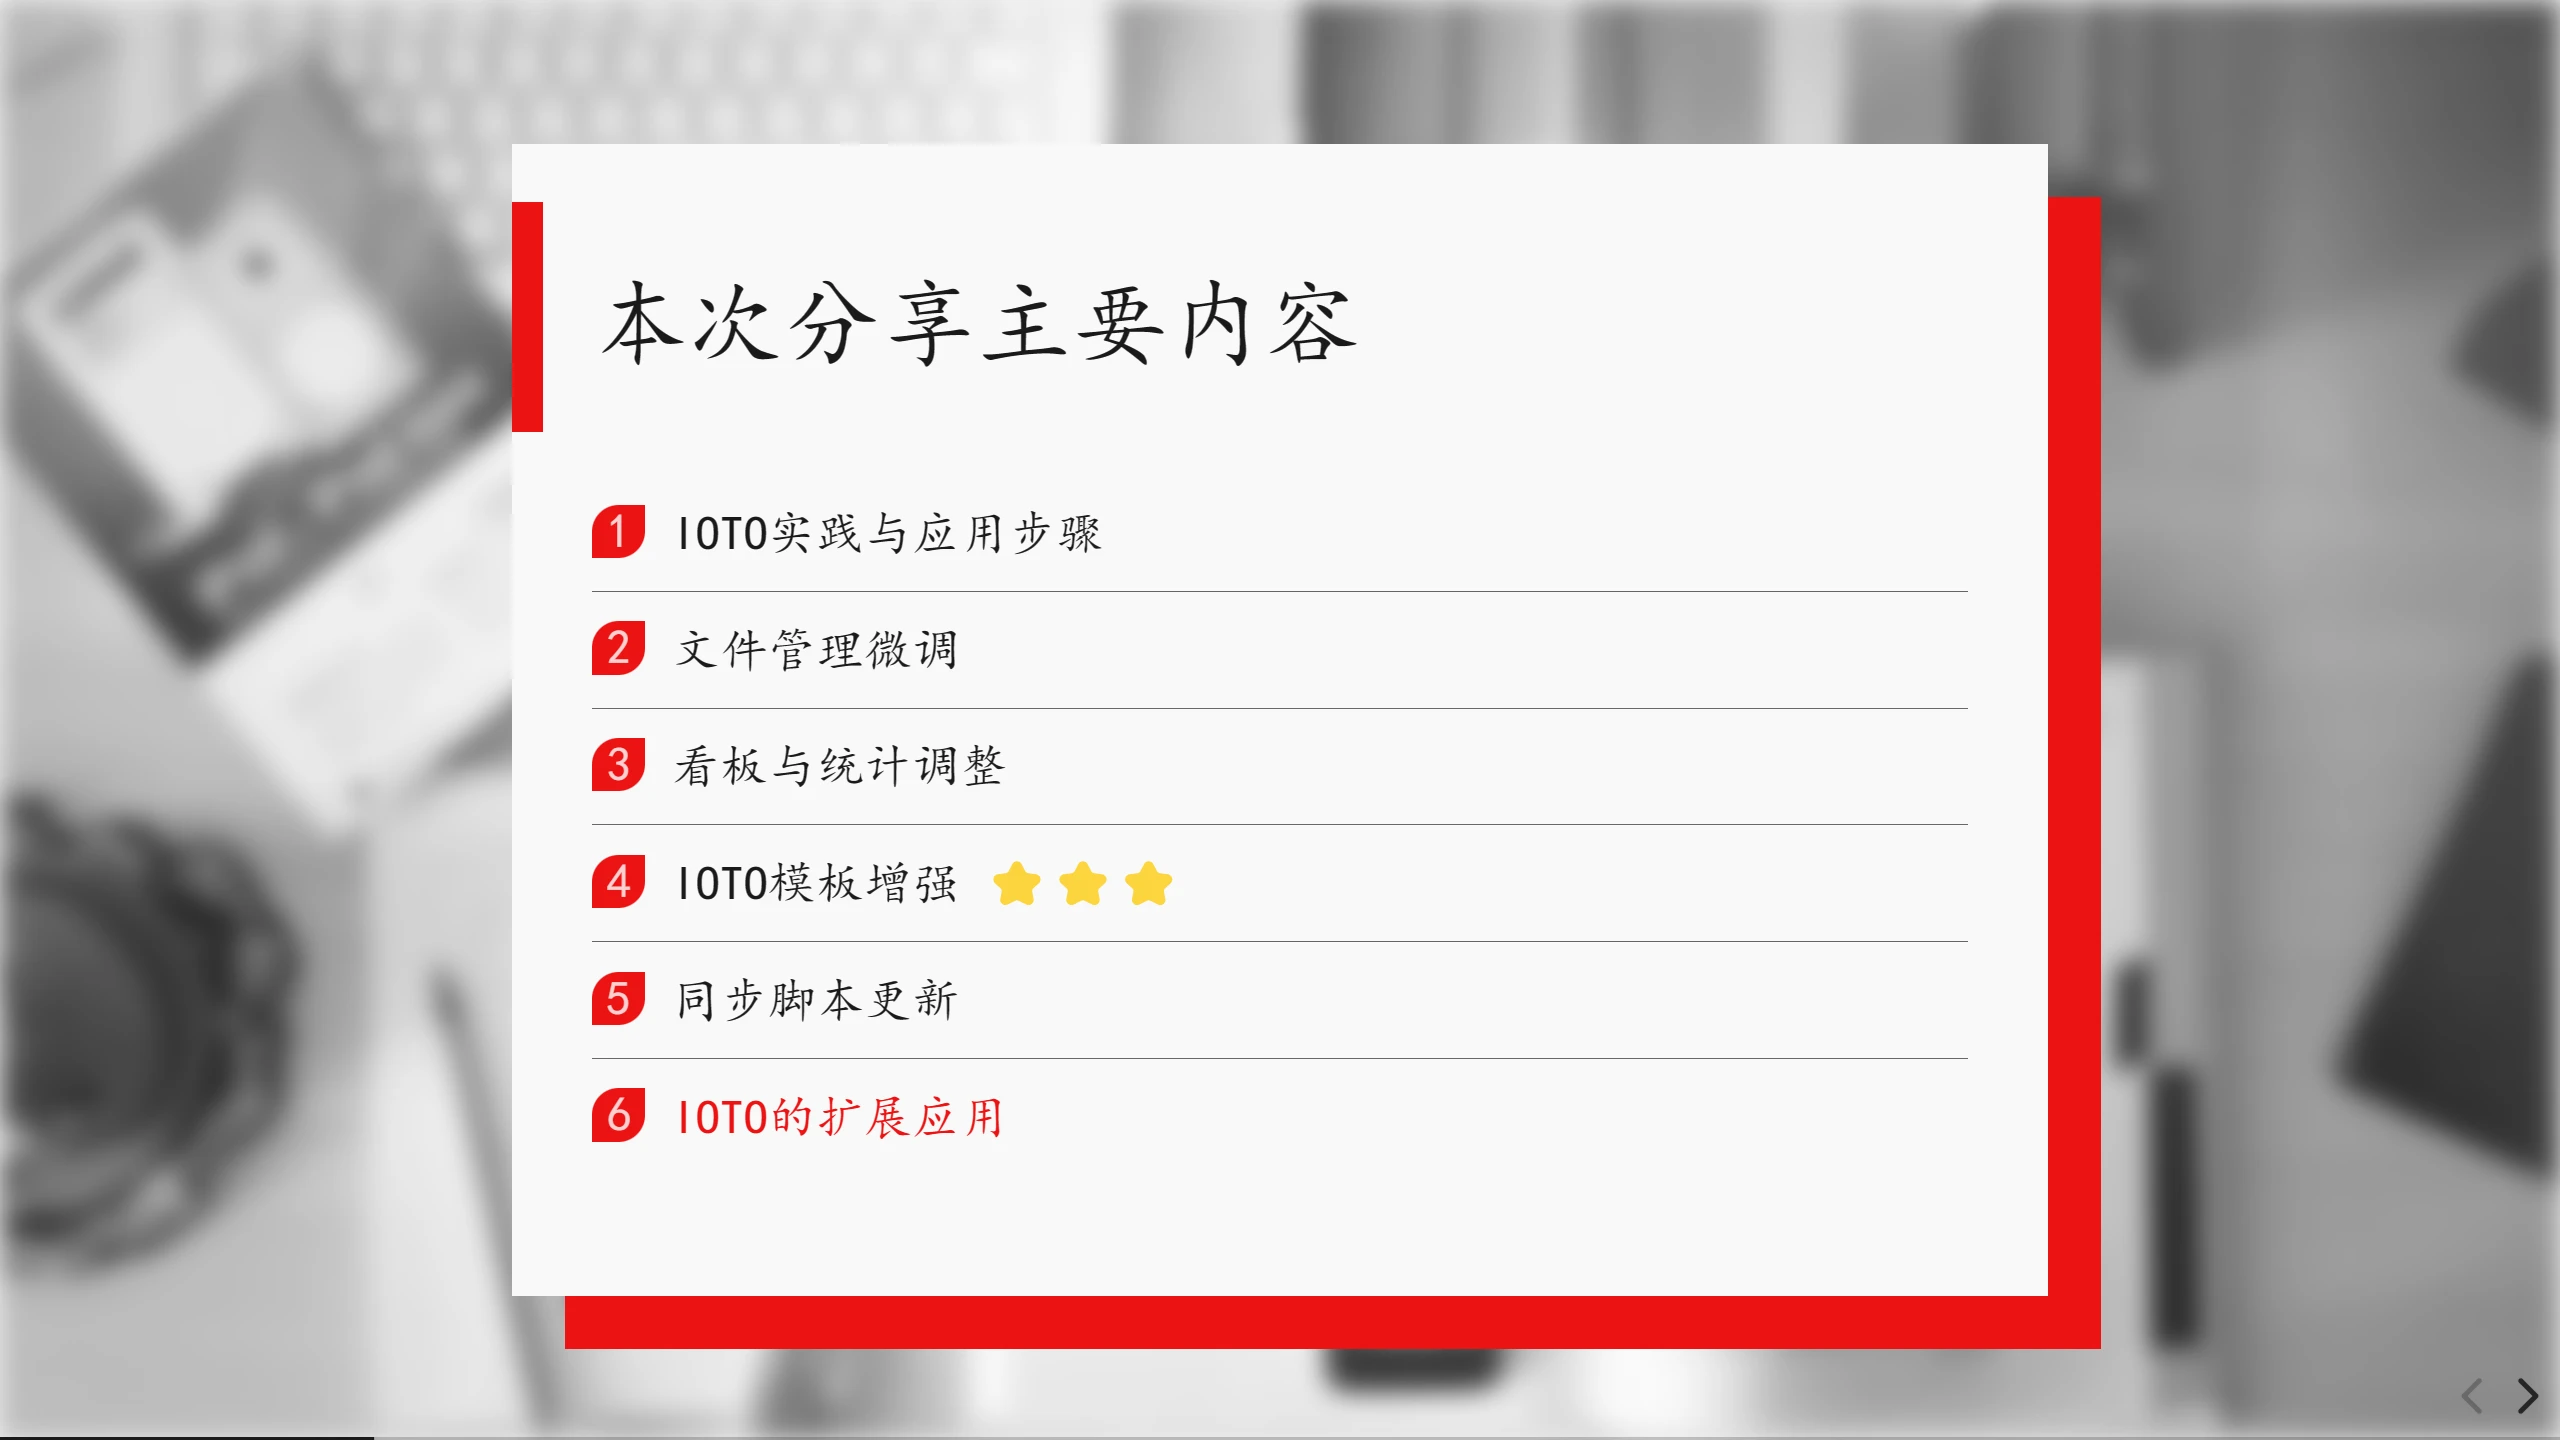 本次分享主要内容
1 IOTO实践与应用步骤
2 文件管理微调
3 看板与统计调整
4 IOTO模板增强 ⭐⭐⭐
5 同步脚本更新
6 IOTO的扩展应用